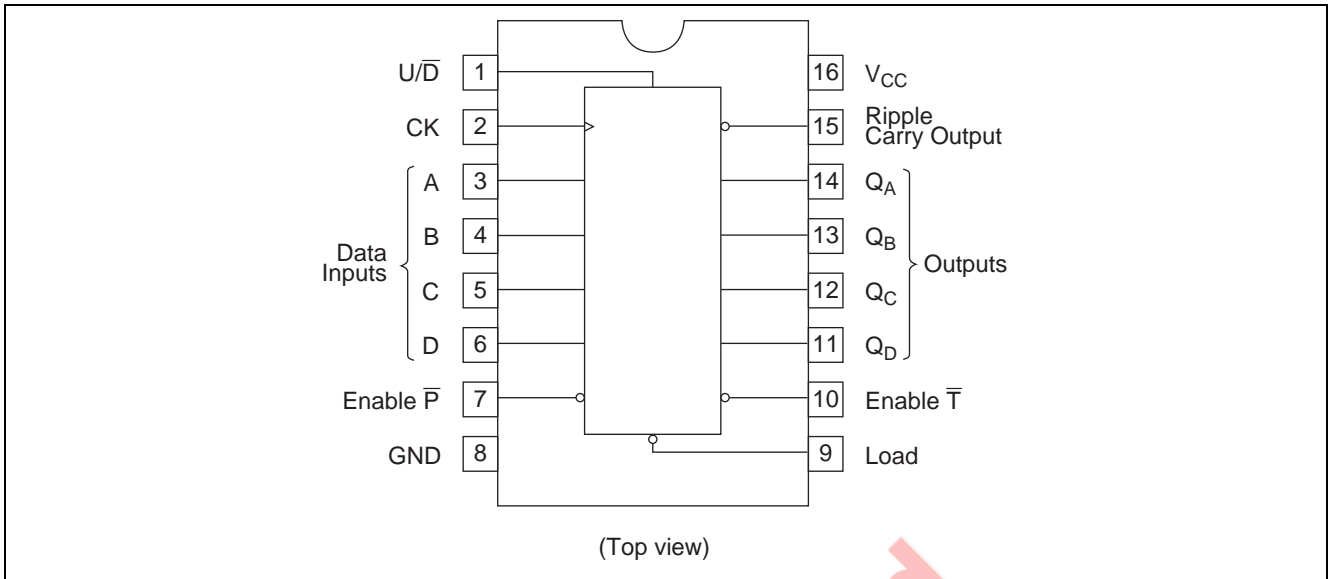 U/D̅ 1
CK 2
A 3
B 4
C 5
D 6
Data
Inputs
Enable P̅ 7
GND 8
16 VCC
15 Ripple
Carry Output
14 QA
13 QB
12 QC
11 QD
Outputs
10 Enable T̅
9 Load
(Top view)